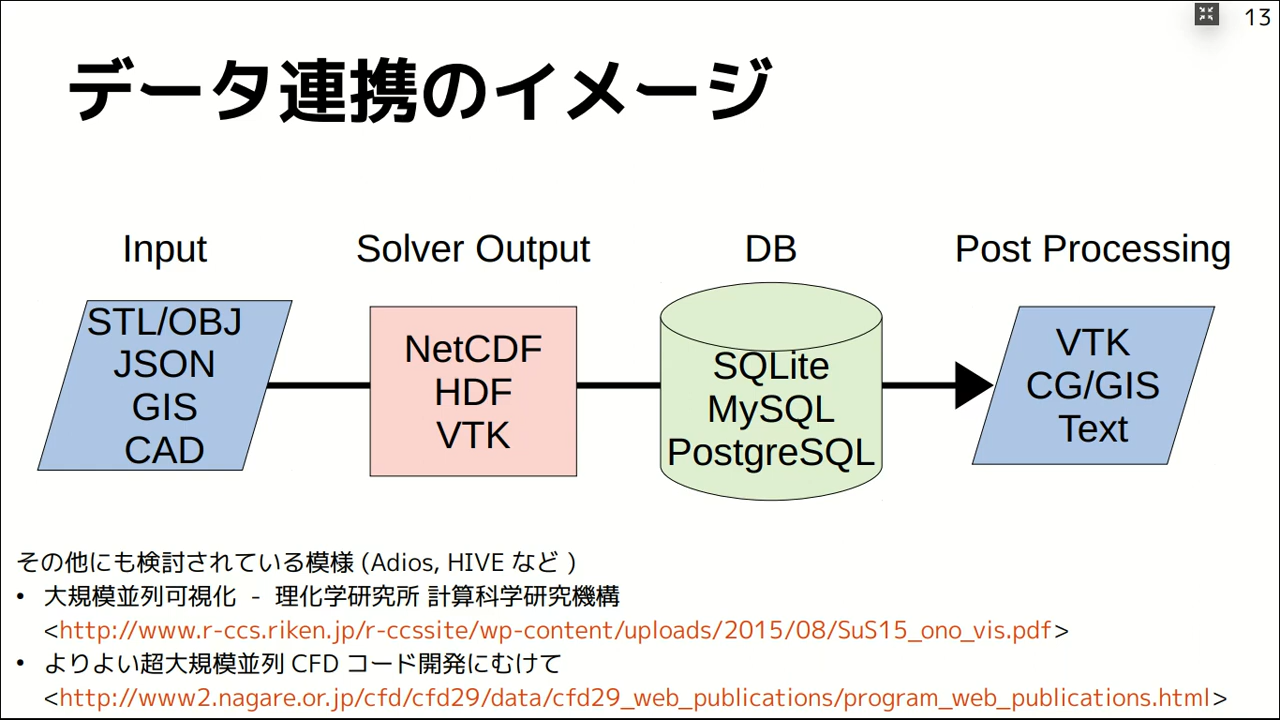 13
データ連携のイメージ
Input
Solver Output
DB
Post Processing
STL/OBJ
JSON
GIS
CAD
NetCDF
HDF
VTK
SQLite
MySQL
PostgreSQL
VTK
CG/GIS
Text
その他にも検討されている模様 (Adios, HIVE など )
• 大規模並列可視化 - 理化学研究所 計算科学研究機構
<http://www.r-ccs.riken.jp/r-ccssite/wp-content/uploads/2015/08/SuS15_ono_vis.pdf>
• よりよい超大規模並列 CFD コード開発にむけて
<http://www2.nagare.or.jp/cfd/cfd29/data/cfd29_web_publications/program_web_publications.html>